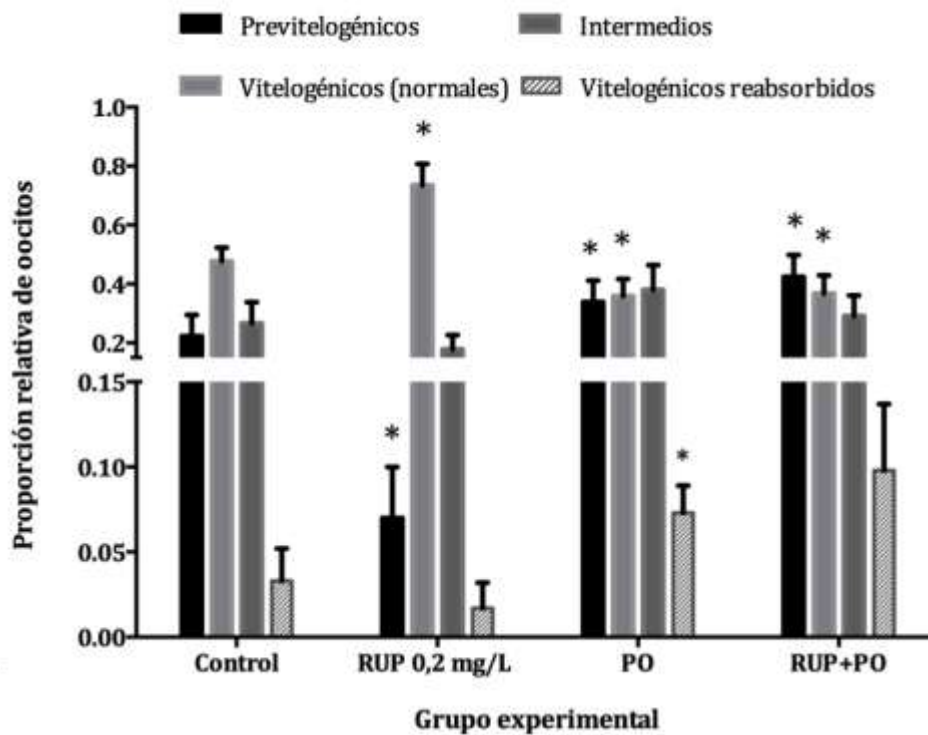 Previtelogénicos
Intermedios
Vitelogénicos (normales)
Vitelogénicos reabsorbidos
Proporción relativa de oocitos
1.0
0.8
0.6
0.4
0.2
0.15
0.10
0.05
0.00
*
*
* *
*
* *
Control
RUP 0,2 mg/L
PO
RUP+PO
Grupo experimental